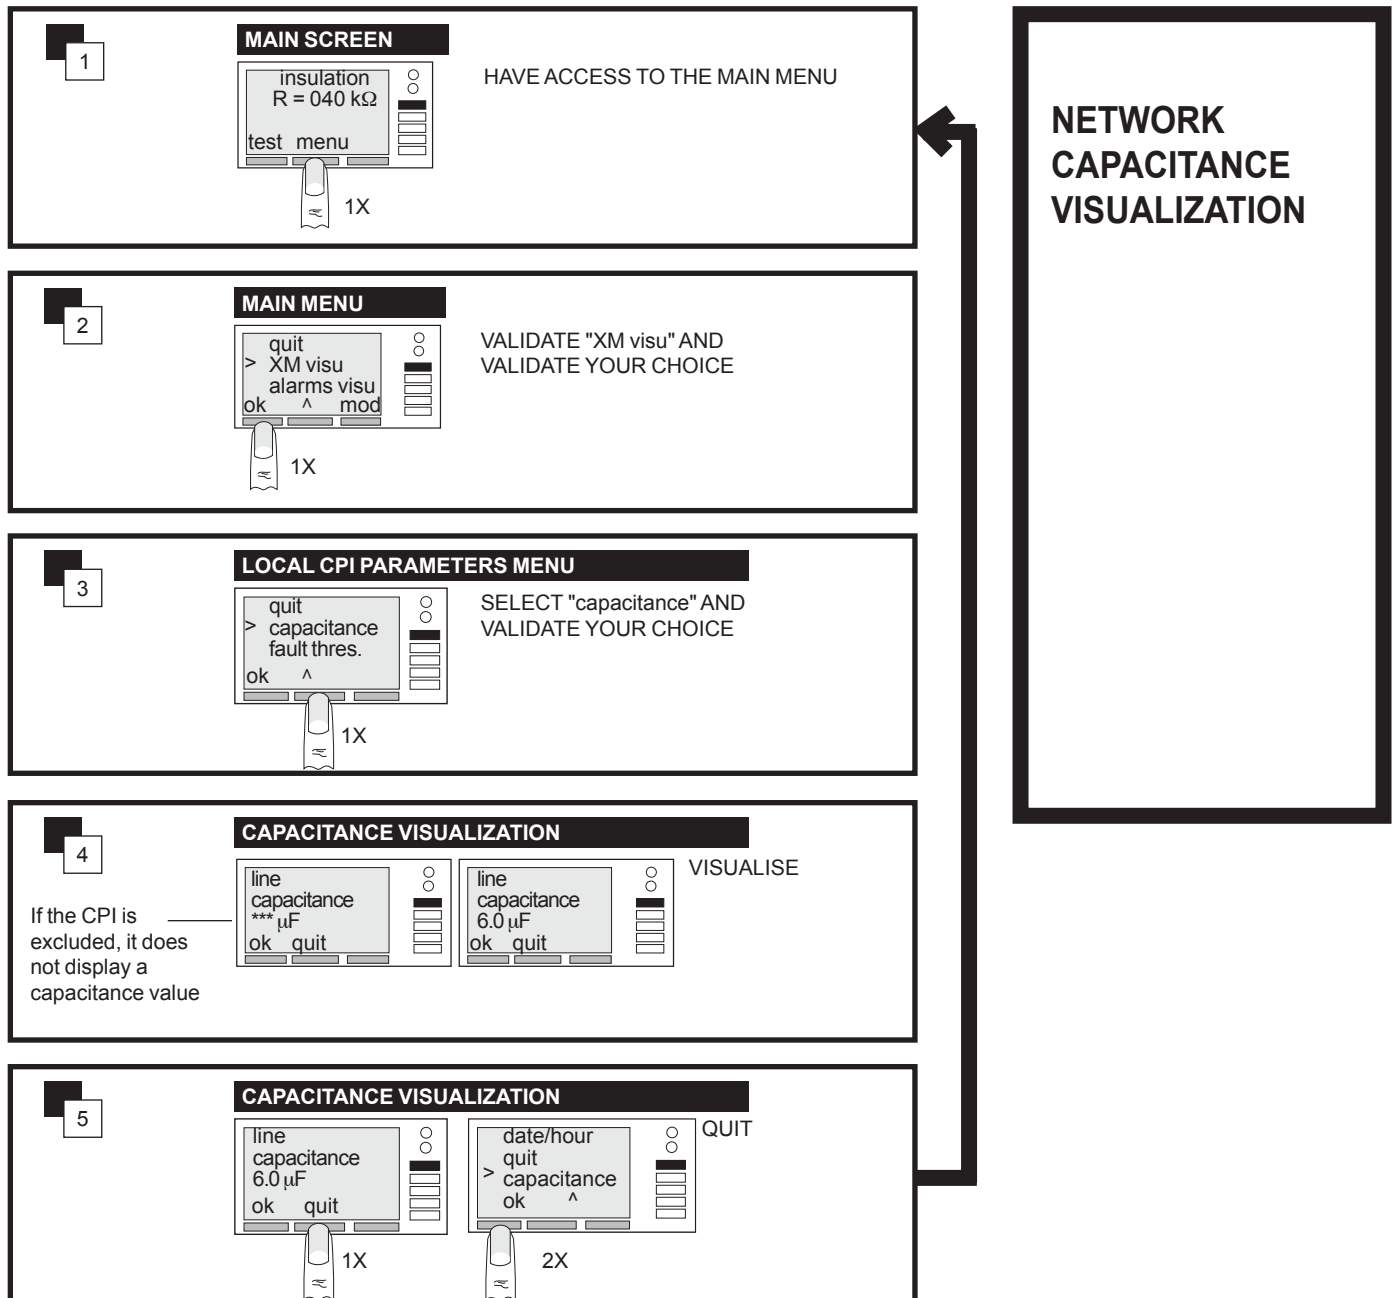 1
MAIN SCREEN
insulation
R = 040 kΩ
test menu
1X
HAVE ACCESS TO THE MAIN MENU
NETWORK
CAPACITANCE
VISUALIZATION
2
MAIN MENU
quit
> XM visu
alarms visu
ok ^ mod
1X
VALIDATE "XM visu" AND
VALIDATE YOUR CHOICE
3
LOCAL CPI PARAMETERS MENU
quit
> capacitance
fault thres.
ok ^
1X
SELECT "capacitance" AND
VALIDATE YOUR CHOICE
4
If the CPI is
excluded, it does
not display a
capacitance value
CAPACITANCE VISUALIZATION
line
capacitance
*** µF
ok quit
line
capacitance
6.0 µF
ok quit
VISUALISE
5
CAPACITANCE VISUALIZATION
line
capacitance
6.0 µF
ok quit
1X
date/hour
quit
> capacitance
ok ^
2X
QUIT